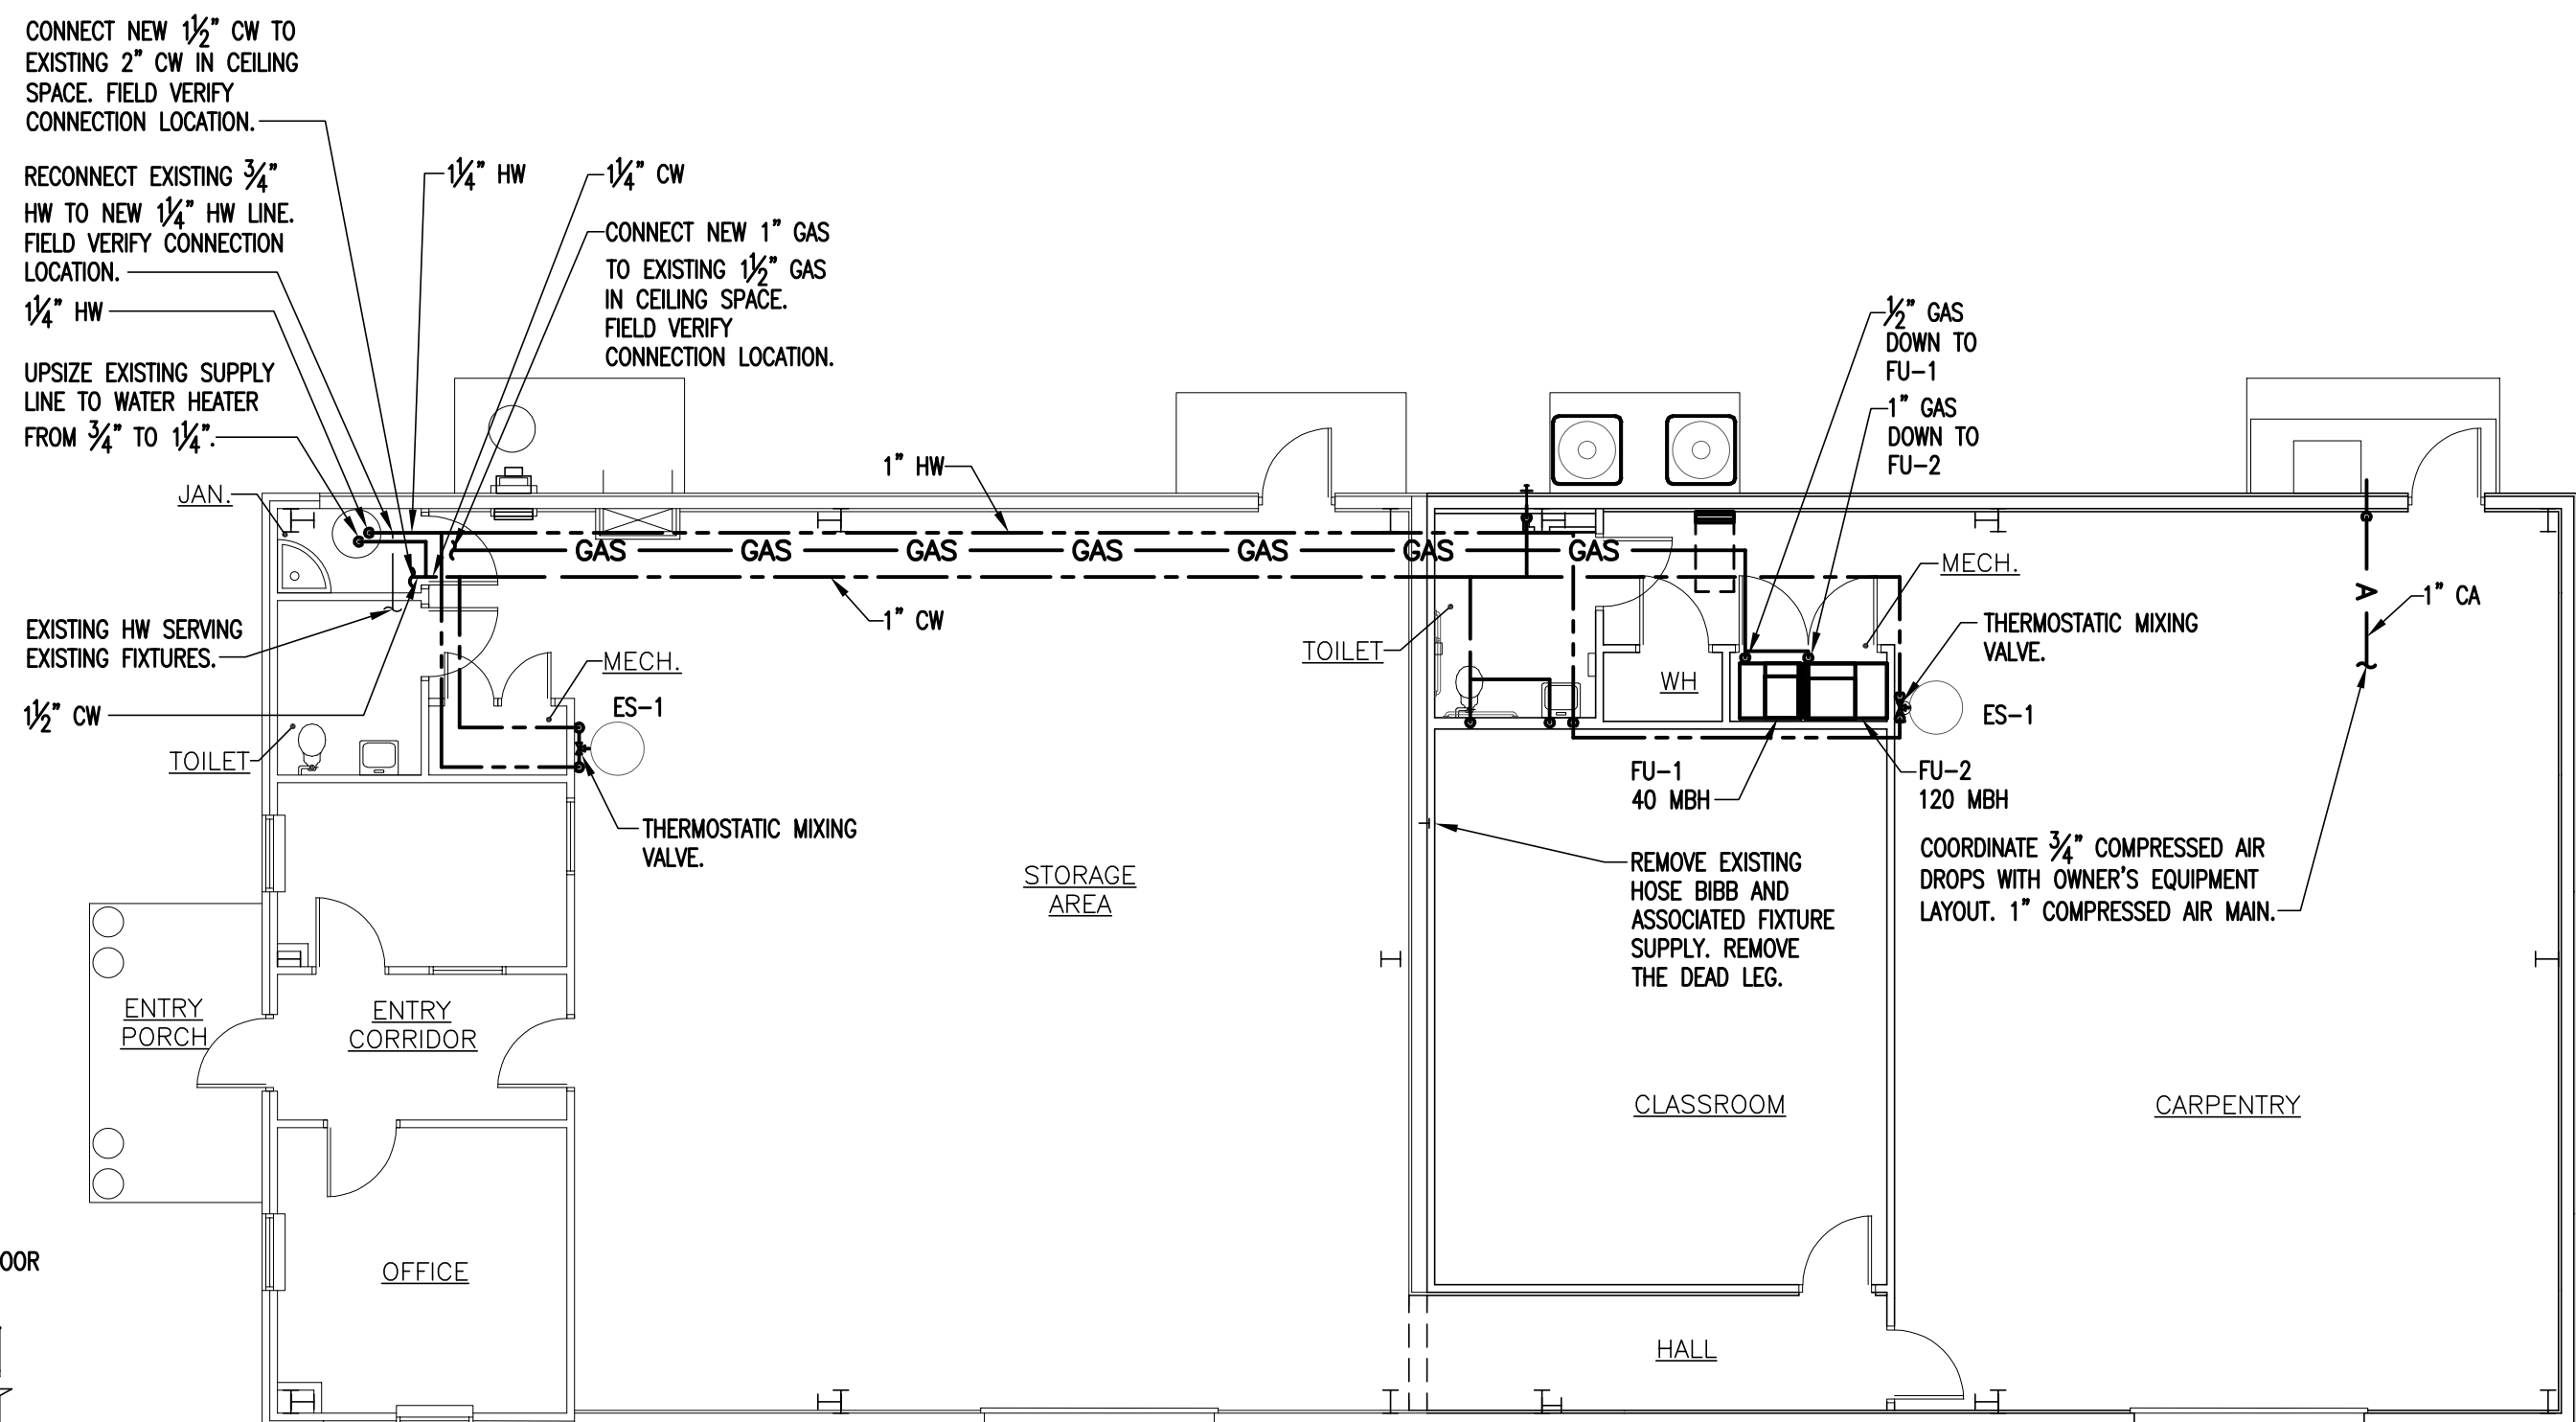 CONNECT NEW 1½" CW TO
EXISTING 2" CW IN CEILING
SPACE. FIELD VERIFY
CONNECTION LOCATION.
RECONNECT EXISTING ¾"
HW TO NEW 1¼" HW LINE.
FIELD VERIFY CONNECTION
LOCATION.
1¼" HW
UPSIZE EXISTING SUPPLY
LINE TO WATER HEATER
FROM ¾" TO 1¼".
JAN.
EXISTING HW SERVING
EXISTING FIXTURES.
1½" CW
TOILET
1¼" HW
1¼" CW
CONNECT NEW 1" GAS
TO EXISTING 1½" GAS
IN CEILING SPACE.
FIELD VERIFY
CONNECTION LOCATION.
1" HW
GAS GAS GAS GAS GAS GAS GAS
1" CW
MECH.
ES-1
THERMOSTATIC MIXING
VALVE.
STORAGE
AREA
ENTRY
PORCH
ENTRY
CORRIDOR
OFFICE
OOR
½" GAS
DOWN TO
FU-1
1" GAS
DOWN TO
FU-2
MECH.
TOILET
WH
THERMOSTATIC MIXING
VALVE.
ES-1
A
1" CA
FU-1
40 MBH
FU-2
120 MBH
REMOVE EXISTING
HOSE BIBB AND
ASSOCIATED FIXTURE
SUPPLY. REMOVE
THE DEAD LEG.
COORDINATE ¾" COMPRESSED AIR
DROPS WITH OWNER'S EQUIPMENT
LAYOUT. 1" COMPRESSED AIR MAIN.
CLASSROOM
CARPENTRY
HALL